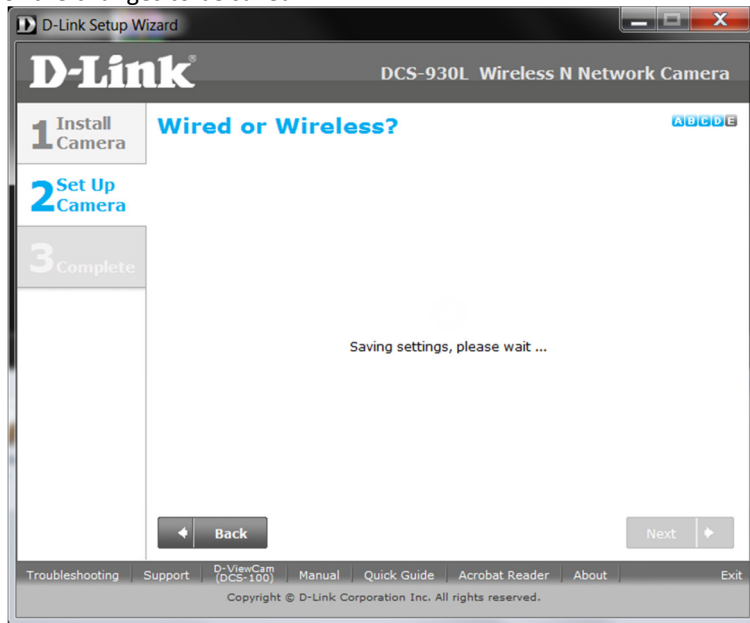 D-Link Setup Wizard
D-Link
DCS-930L Wireless N Network Camera
1 Install Camera
Wired or Wireless?
A B C D E
2 Set Up Camera
3 Complete
Saving settings, please wait ...
Back
Next
Troubleshooting
Support
D-ViewCam (DCS-100)
Manual
Quick Guide
Acrobat Reader
About
Exit
Copyright © D-Link Corporation Inc. All rights reserved.